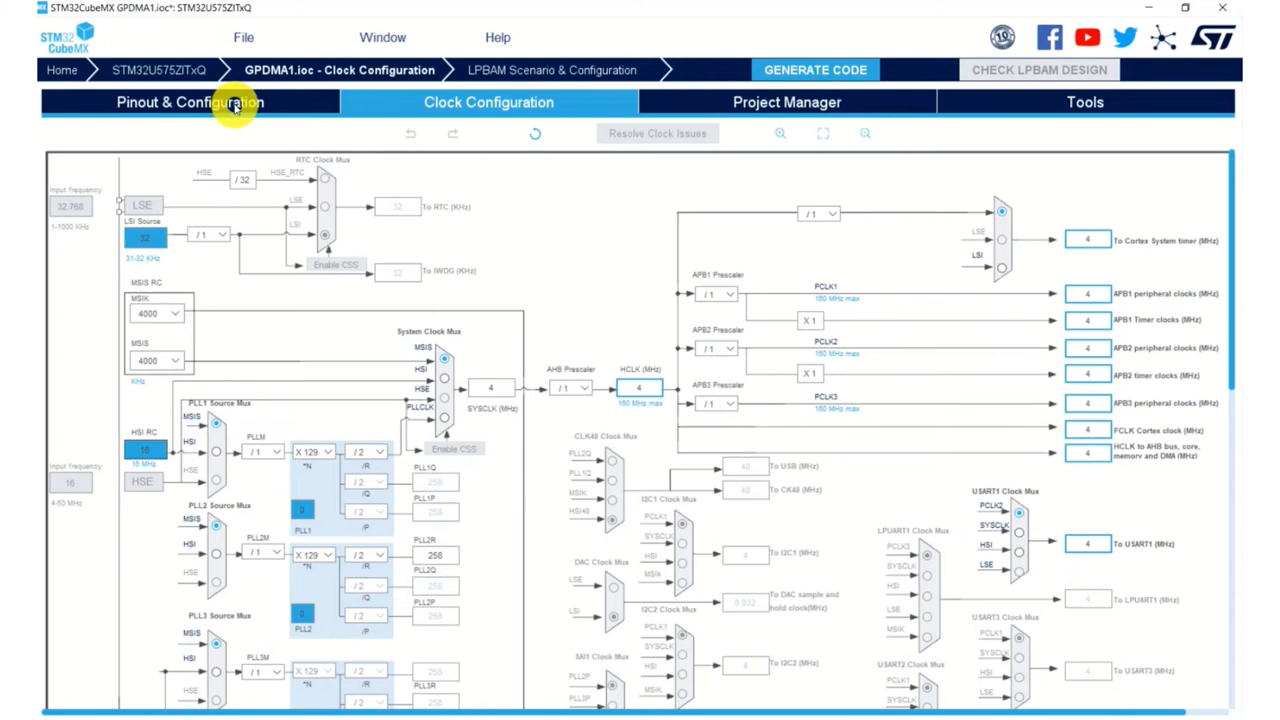 STM32CubeMX GPDMA1.ioc*: STM32U575ZITxQ
STM32
CubeMX
File
Window
Help
Home
STM32U575ZITxQ
GPDMA1.ioc - Clock Configuration
LPBAM Scenario & Configuration
GENERATE CODE
CHECK LPBAM DESIGN
Pinout & Configuration
Clock Configuration
Project Manager
Tools
Resolve Clock Issues
RTC Clock Mux
HSE
/ 32
HSE_RTC
Input frequency
32.768
1-1000 KHz
LSE
LSE
32
To RTC (KHz)
LSI Source
32
31-32 KHz
/ 1
LSI
Enable CSS
32
To IWDG (KHz)
/ 1
LSE
LSI
4
To Cortex System timer (MHz)
MSIS RC
MSIK
4000
MSIS
4000
KHz
System Clock Mux
MSIS
HSI
HSE
PLLCLK
4
SYSCLK (MHz)
AHB Prescaler
/ 1
HCLK (MHz)
4
160 MHz max
Enable CSS
APB1 Prescaler
/ 1
PCLK1
160 MHz max
4
APB1 peripheral clocks (MHz)
X 1
4
APB1 Timer clocks (MHz)
APB2 Prescaler
/ 1
PCLK2
160 MHz max
4
APB2 peripheral clocks (MHz)
X 1
4
APB2 timer clocks (MHz)
APB3 Prescaler
/ 1
PCLK3
160 MHz max
4
APB3 peripheral clocks (MHz)
4
FCLK Cortex clock (MHz)
4
HCLK to AHB bus, core,
memory and DMA (MHz)
PLL1 Source Mux
MSIS
HSI
HSE
HSI RC
16
16 MHz
HSE
Input frequency
16
4-50 MHz
PLLM
/ 1
X 129
*N
/ 2
/R
/ 2
/Q
/ 2
/P
0
PLL1
PLL1Q
258
PLL1P
258
PLL2 Source Mux
MSIS
HSI
HSE
PLL2M
/ 1
X 129
*N
/ 2
/R
/ 2
/Q
/ 2
/P
0
PLL2
PLL2R
258
PLL2Q
258
PLL2P
258
PLL3 Source Mux
MSIS
HSI
HSE
PLL3M
/ 1
X 129
*N
/ 2
/R
/ 2
258
PLL3R
258
CLK48 Clock Mux
PLL2Q
PLL1Q
MSIK
HSI48
48
To USB (MHz)
48
To CK48 (MHz)
I2C1 Clock Mux
PCLK1
SYSCLK
HSI
MSIk
4
To I2C1 (MHz)
DAC Clock Mux
LSE
LSI
0.032
To DAC sample and
hold clock(MHz)
I2C2 Clock Mux
PCLK1
SYSCLK
HSI
MSIK
4
To I2C2 (MHz)
SAI1 Clock Mux
PLL2P
PLL3P
LPUART1 Clock Mux
PCLK3
SYSCLK
HSI
LSE
MSIK
4
To LPUART1 (MHz)
USART1 Clock Mux
PCLK2
SYSCLK
HSI
LSE
4
To USART1 (MHz)
USART3 Clock Mux
PCLK1
SYSCLK
HSI
LSE
4
To USART3 (MHz)
USART2 Clock Mux
PCLK1